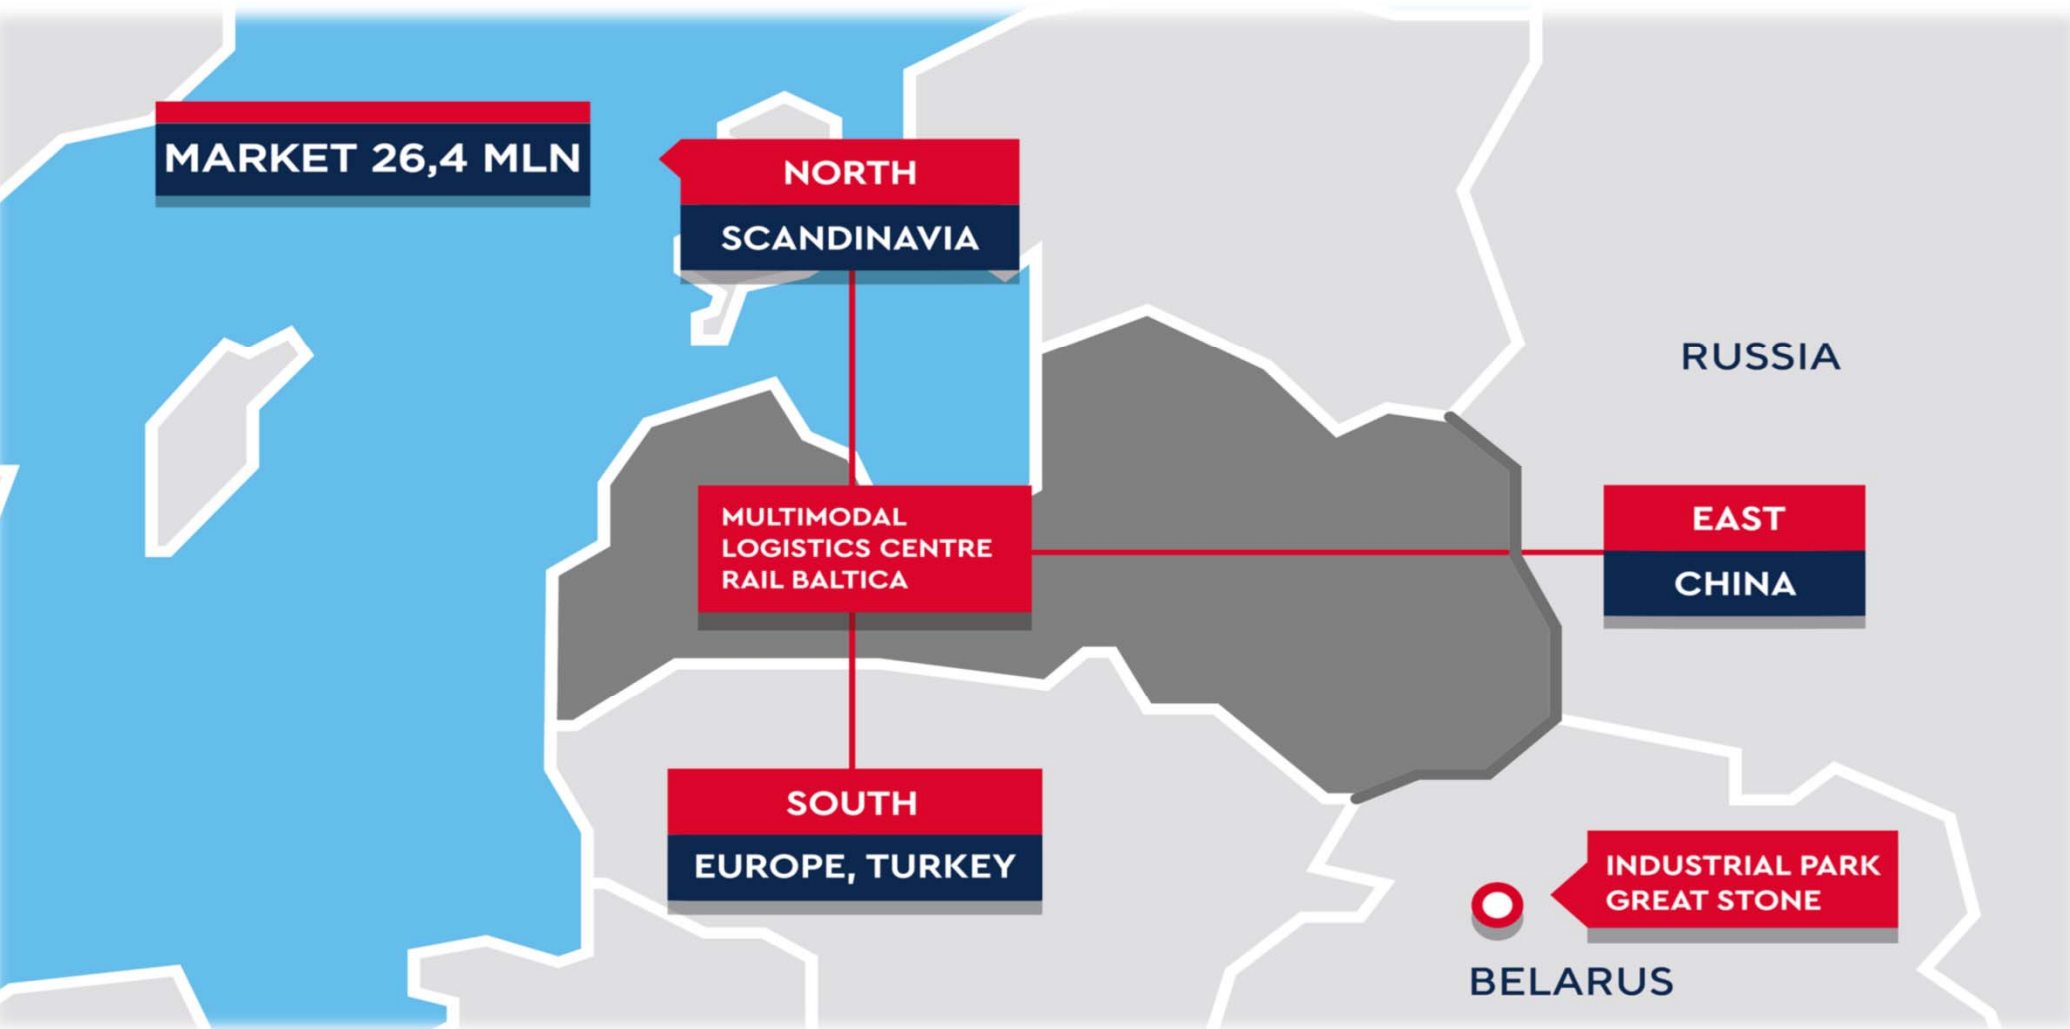 MARKET 26,4 MLN
NORTH
SCANDINAVIA
RUSSIA
MULTIMODAL
LOGISTICS CENTRE
RAIL BALTICA
EAST
CHINA
SOUTH
EUROPE, TURKEY
INDUSTRIAL PARK
GREAT STONE
BELARUS